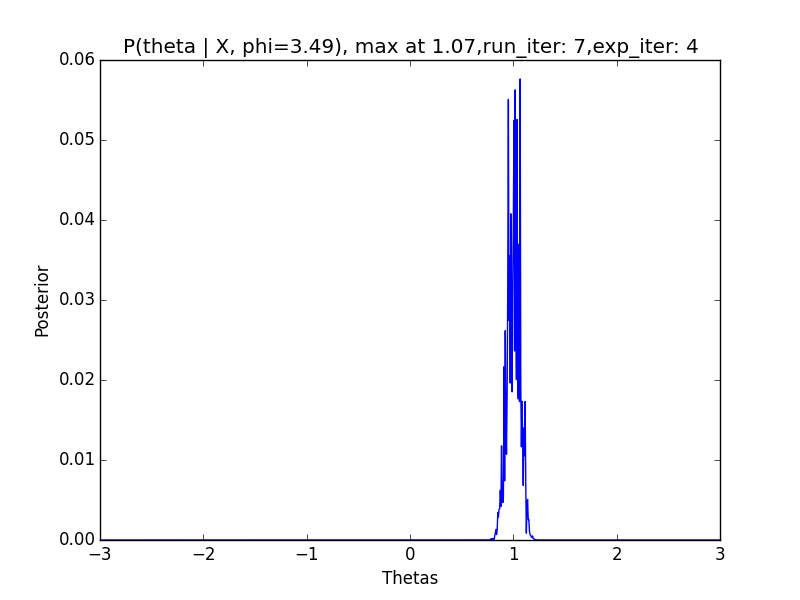 P(theta | X, phi=3.49), max at 1.07,run_iter: 7,exp_iter: 4
0.06
0.05
0.04
0.03
0.02
0.01
0.00
Posterior
−3 −2 −1 0 1 2 3
Thetas